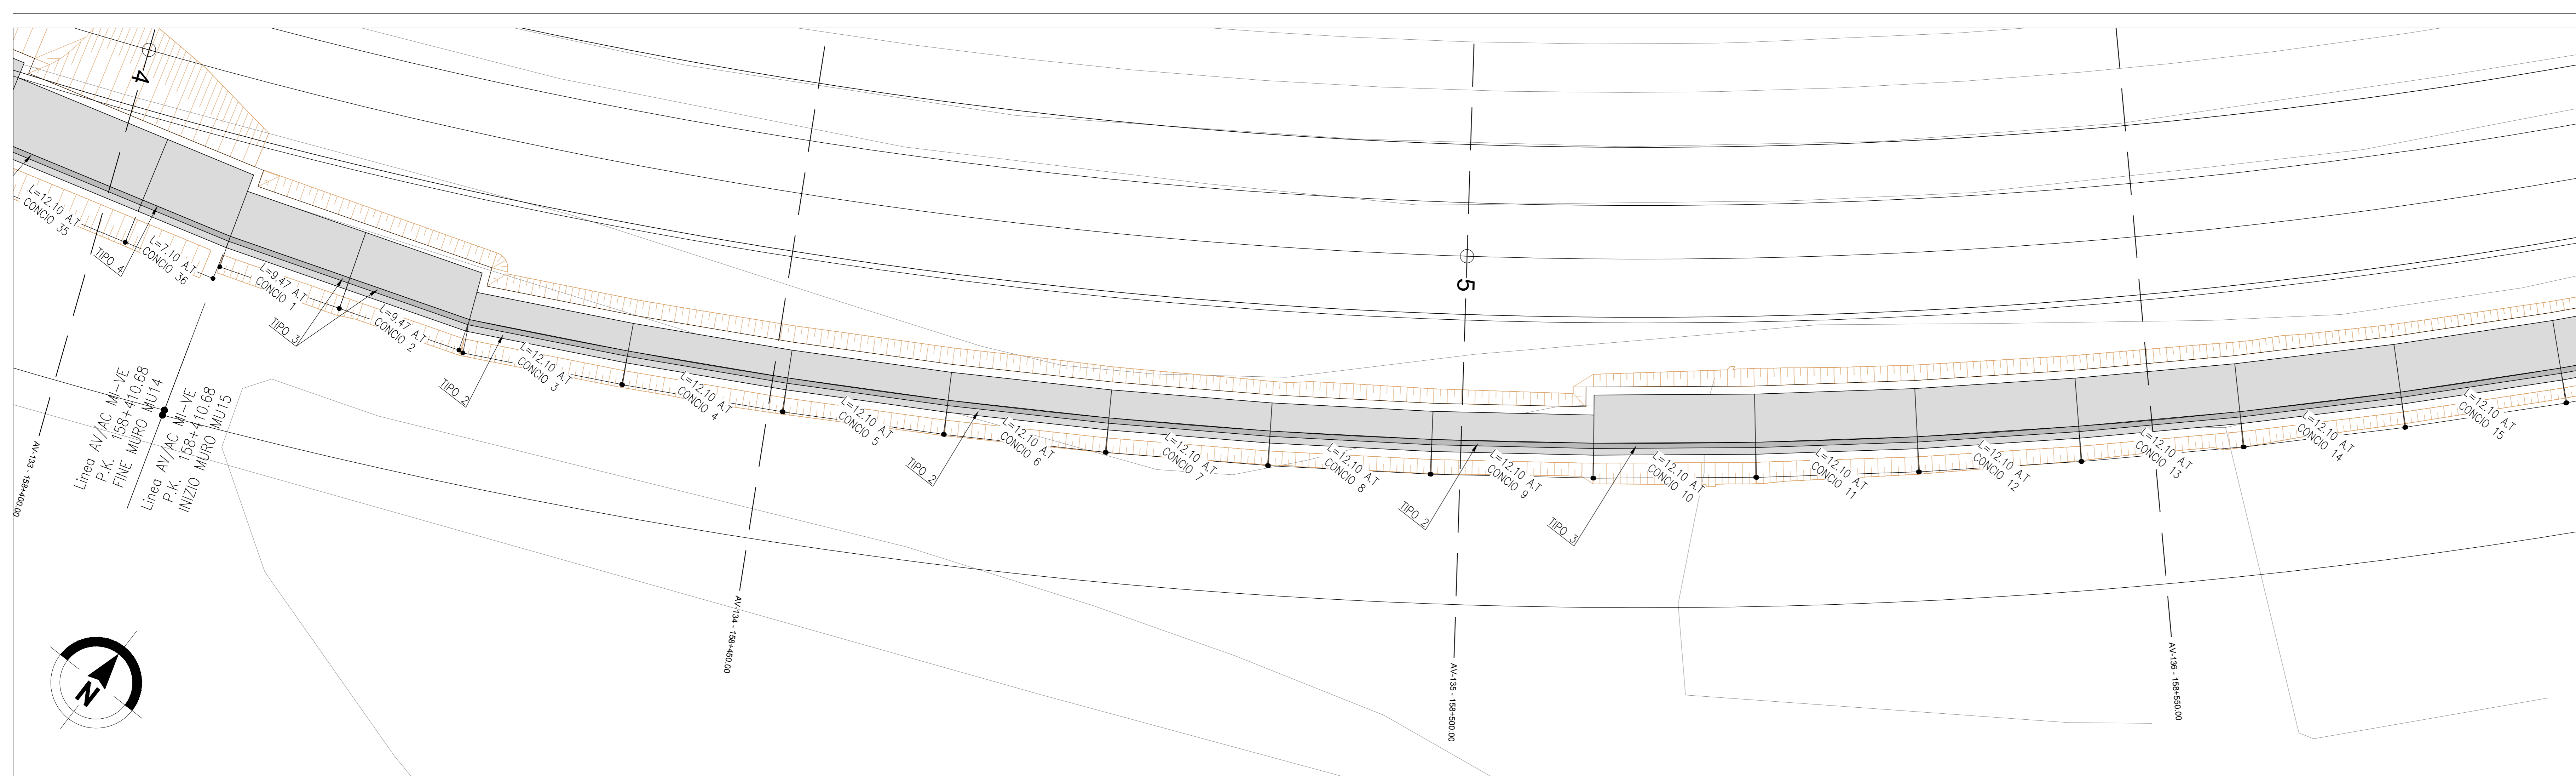 4
5
L=12.10 A.T
CONCIO 35
TIPO 4
L=7.10 A.T
CONCIO 36
L=9.47 A.T
CONCIO 1
TIPO 3
L=9.47 A.T
CONCIO 2
TIPO 2
L=12.10 A.T
CONCIO 3
L=12.10 A.T
CONCIO 4
L=12.10 A.T
CONCIO 5
TIPO 2
L=12.10 A.T
CONCIO 6
L=12.10 A.T
CONCIO 7
L=12.10 A.T
CONCIO 8
TIPO 2
L=12.10 A.T
CONCIO 9
TIPO 3
L=12.10 A.T
CONCIO 10
L=12.10 A.T
CONCIO 11
L=12.10 A.T
CONCIO 12
L=12.10 A.T
CONCIO 13
L=12.10 A.T
CONCIO 14
L=12.10 A.T
CONCIO 15
Linea AV/AC MI-VE
P.K. 158+410.68
FINE MURO MU14
Linea AV/AC MI-VE
P.K. 158+410.68
INIZIO MURO MU15
AV-133 - 158+400.00
AV-134 - 158+450.00
AV-135 - 158+500.00
AV-136 - 158+550.00
N